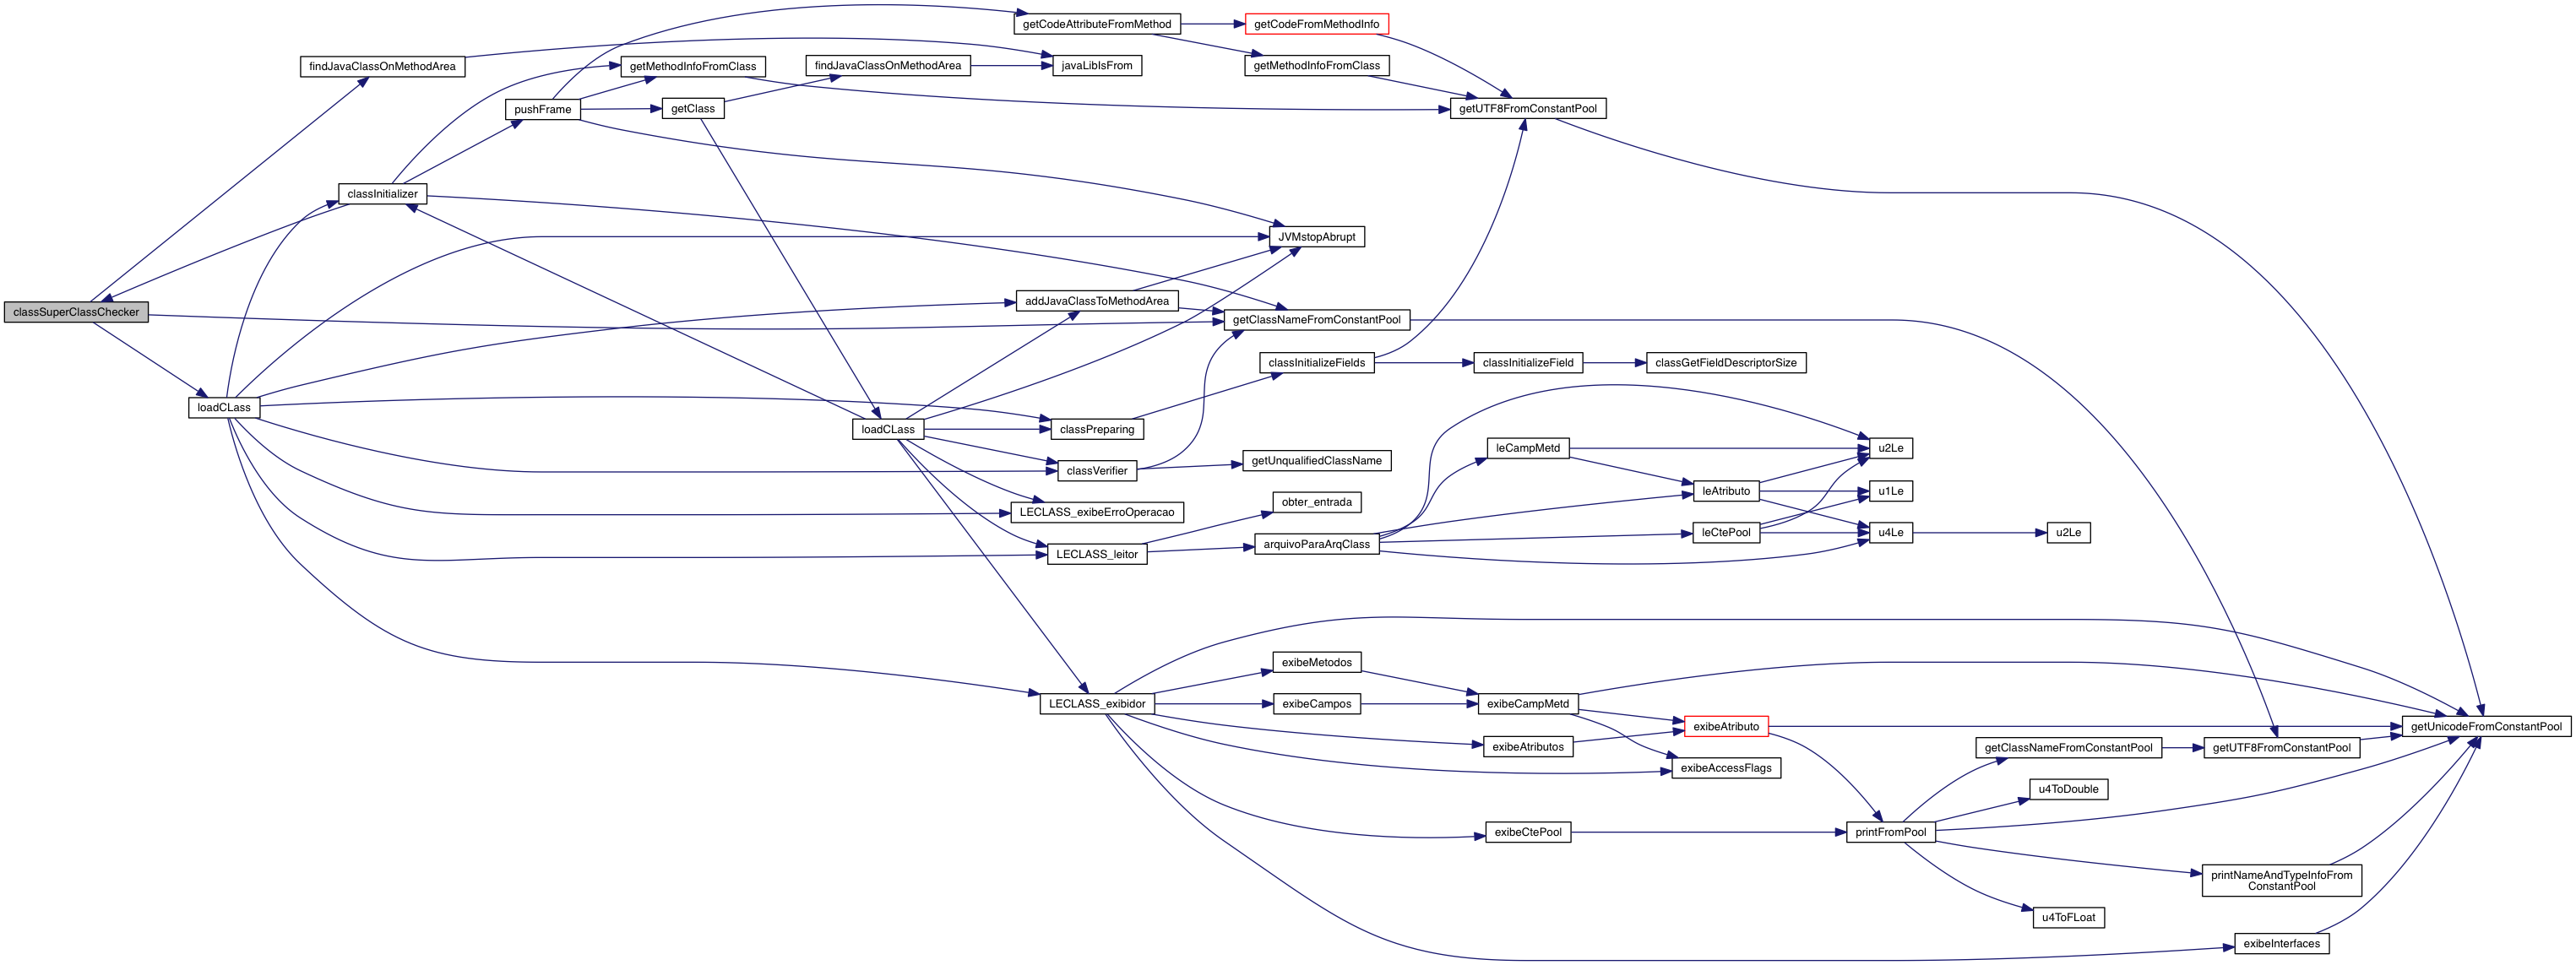 getCodeAttributeFromMethod
getCodeFromMethodInfo
findJavaClassOnMethodArea
getMethodInfoFromClass
findJavaClassOnMethodArea
javaLibIsFrom
getMethodInfoFromClass
pushFrame
getClass
getUTF8FromConstantPool
classInitializer
JVMstopAbrupt
classSuperClassChecker
addJavaClassToMethodArea
getClassNameFromConstantPool
classInitializeFields
classInitializeField
classGetFieldDescriptorSize
loadCLass
loadCLass
classPreparing
leCampMetd
u2Le
classVerifier
getUnqualifiedClassName
leAtributo
u1Le
LECLASS_exibeErroOperacao
obter_entrada
leCtePool
u4Le
u2Le
LECLASS_leitor
arquivoParaArqClass
exibeMetodos
LECLASS_exibidor
exibeCampos
exibeCampMetd
exibeAtributo
getUnicodeFromConstantPool
exibeAtributos
getClassNameFromConstantPool
getUTF8FromConstantPool
exibeAccessFlags
u4ToDouble
exibeCtePool
printFromPool
printNameAndTypeInfoFrom
ConstantPool
u4ToFLoat
exibeInterfaces